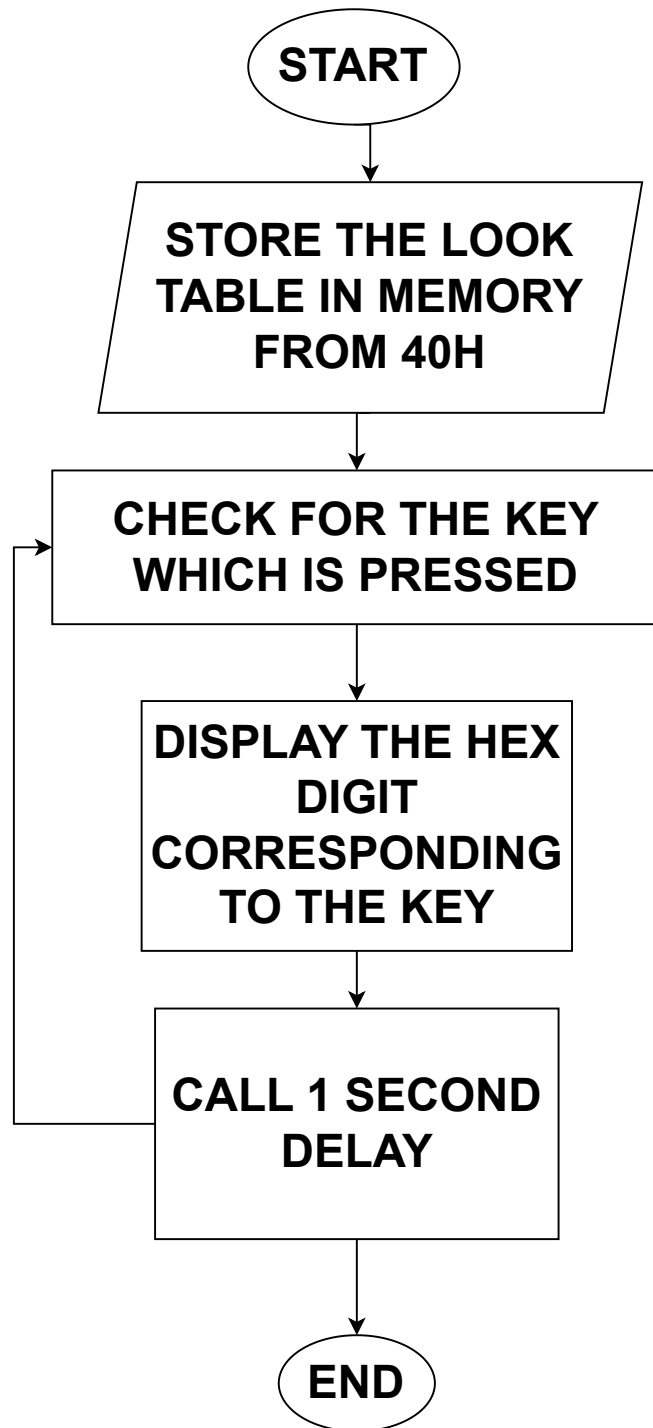 START
STORE THE LOOK
TABLE IN MEMORY
FROM 40H
CHECK FOR THE KEY
WHICH IS PRESSED
DISPLAY THE HEX
DIGIT
CORRESPONDING
TO THE KEY
CALL 1 SECOND
DELAY
END